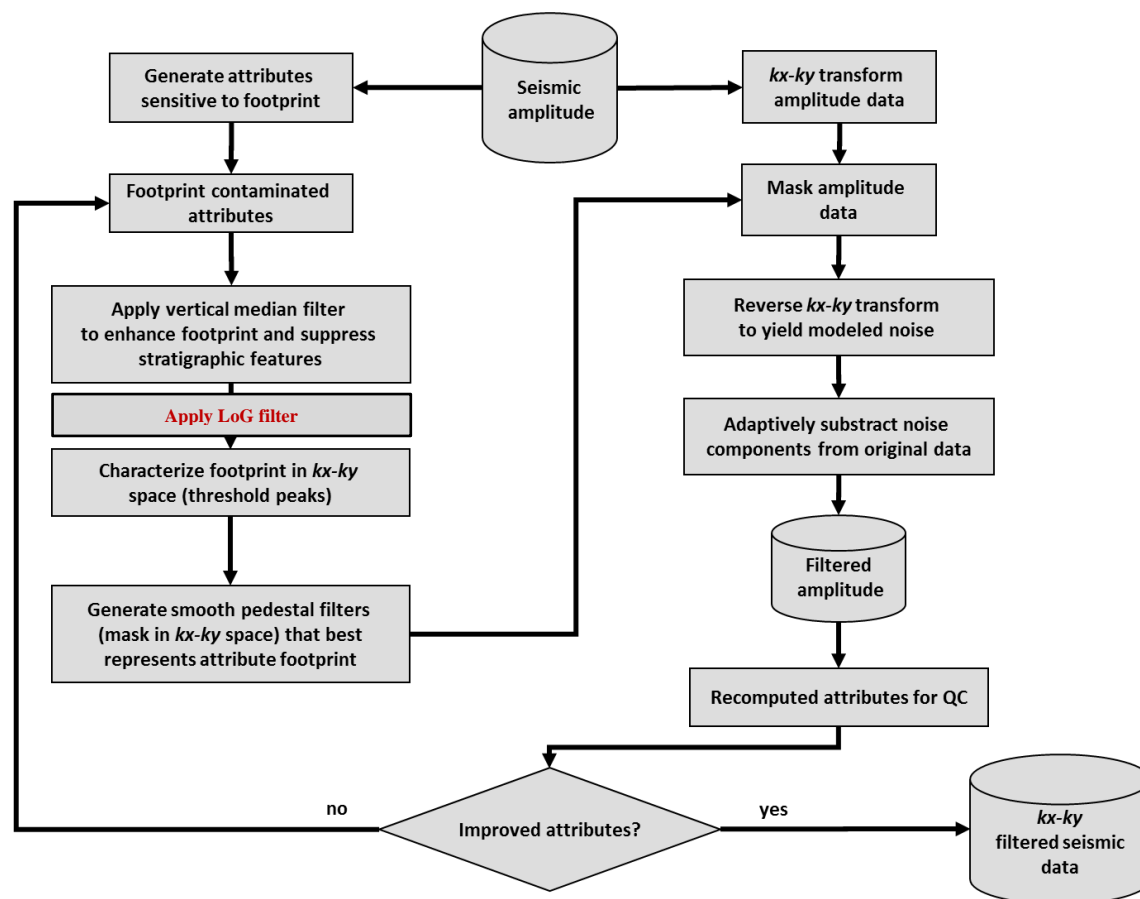 Generate attributes
sensitive to footprint
Seismic
amplitude
kx-ky transform
amplitude data
Footprint contaminated
attributes
Mask amplitude
data
Apply vertical median filter
to enhance footprint and suppress
stratigraphic features
Reverse kx-ky transform
to yield modeled noise
Apply LoG filter
Adaptively substract noise
components from original data
Characterize footprint in kx-ky
space (threshold peaks)
Filtered
amplitude
Generate smooth pedestal filters
(mask in kx-ky space) that best
represents attribute footprint
Recomputed attributes for QC
no
Improved attributes?
yes
kx-ky
filtered seismic
data